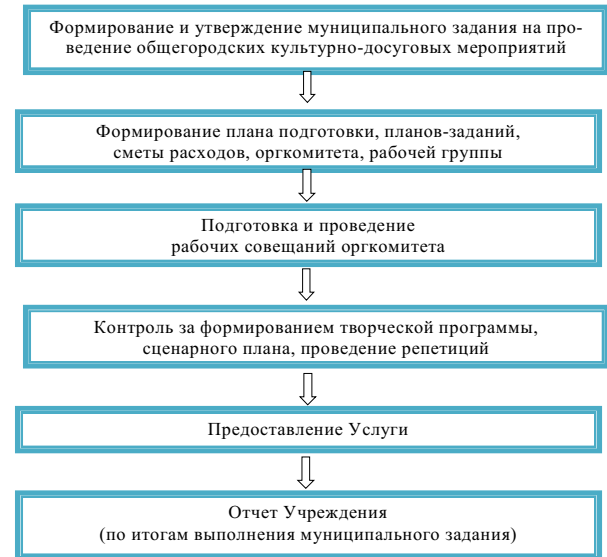 Формирование и утверждение муниципального задания на про-
ведение общегородских культурно-досуговых мероприятий
Формирование плана подготовки, планов-заданий,
сметы расходов, оргкомитета, рабочей группы
Подготовка и проведение
рабочих совещаний оргкомитета
Контроль за формированием творческой программы,
сценарного плана, проведение репетиций
Предоставление Услуги
Отчет Учреждения
(по итогам выполнения муниципального задания)